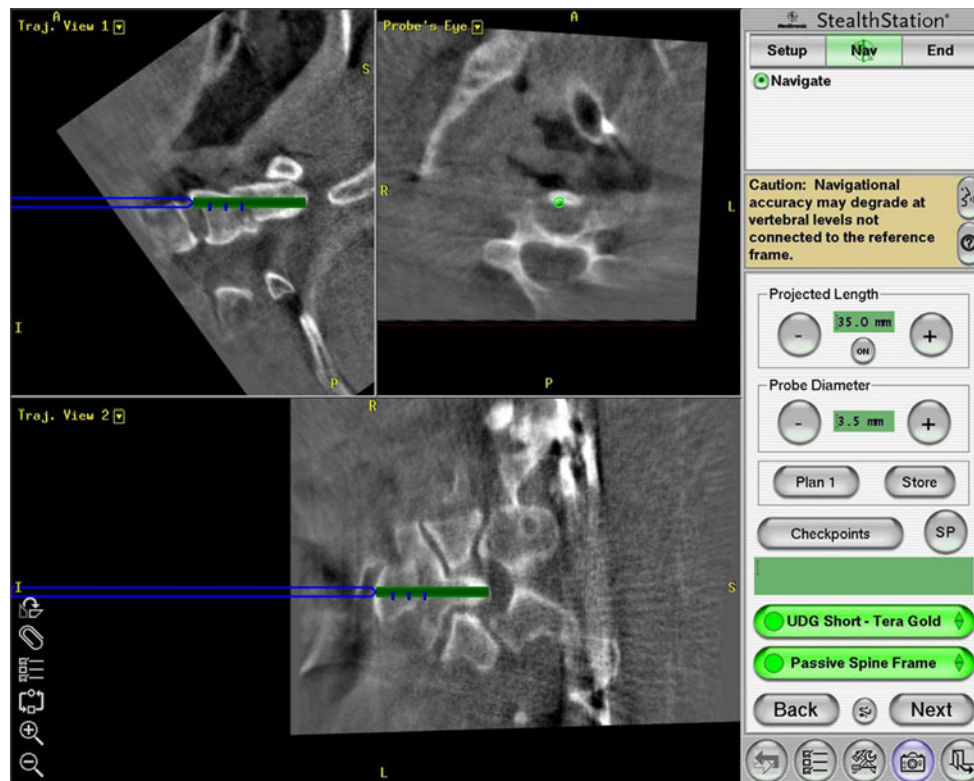 A
Traj. View 1
S
I
P
Probe's Eye
A
R
L
P
Traj. View 2
R
I
S
L
Medtronic
StealthStation®
Setup
Nav
End
Navigate
Caution: Navigational
accuracy may degrade at
vertebral levels not
connected to the reference
frame.
?
Projected Length
-
35.0 mm
+
ON
Probe Diameter
-
3.5 mm
+
Plan 1
Store
Checkpoints
SP
UDG Short - Tera Gold
Passive Spine Frame
Back
Next